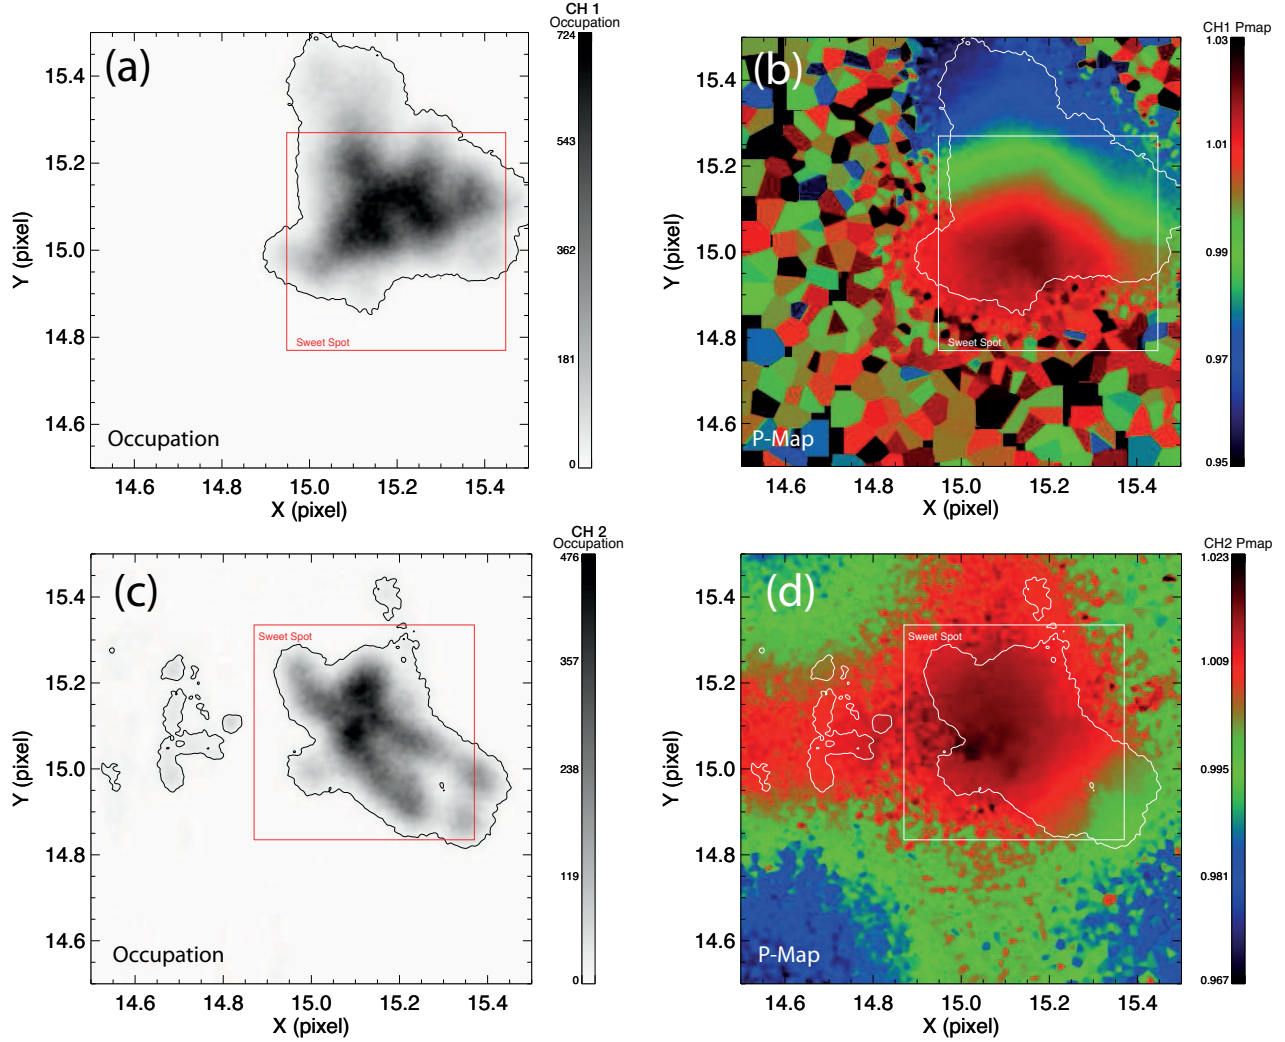 CH 1
Occupation
(a)
724
543
362
181
0
15.4
15.2
15.0
14.8
14.6
Y (pixel)
Sweet Spot
Occupation
14.6 14.8 15.0 15.2 15.4
X (pixel)
CH1 Pmap
(b)
1.03
1.01
0.99
0.97
0.95
15.4
15.2
15.0
14.8
14.6
Y (pixel)
Sweet Spot
P-Map
14.6 14.8 15.0 15.2 15.4
X (pixel)
CH 2
Occupation
(c)
476
357
238
119
0
15.4
15.2
15.0
14.8
14.6
Y (pixel)
Sweet Spot
Occupation
14.6 14.8 15.0 15.2 15.4
X (pixel)
CH2 Pmap
(d)
1.023
1.009
0.995
0.981
0.967
15.4
15.2
15.0
14.8
14.6
Y (pixel)
Sweet Spot
P-Map
14.6 14.8 15.0 15.2 15.4
X (pixel)